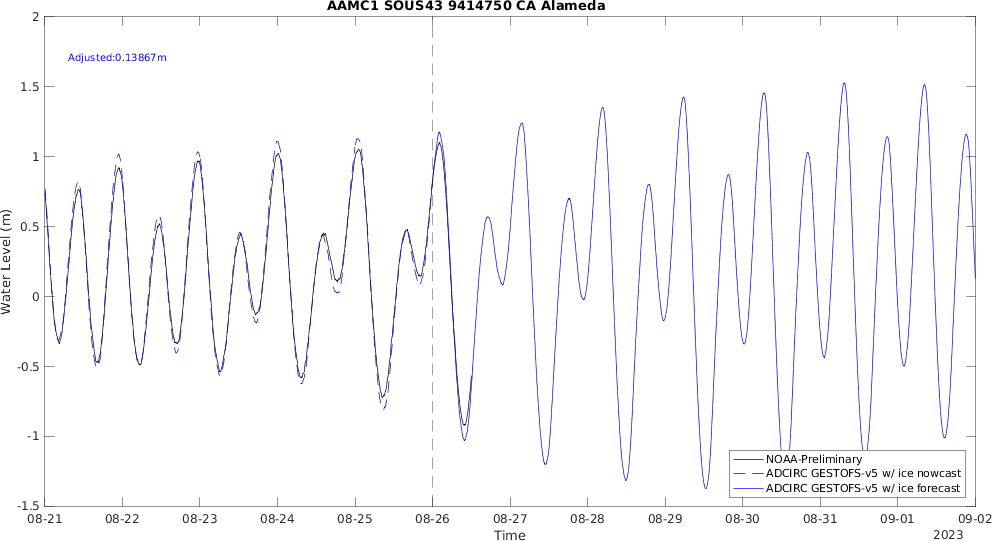 AAMC1 SOUS43 9414750 CA Alameda
Adjusted:0.13867m
Water Level (m)
2
1.5
1
0.5
0
-0.5
-1
-1.5
NOAA-Preliminary
ADCIRC GESTOFS-v5 w/ ice nowcast
ADCIRC GESTOFS-v5 w/ ice forecast
08-21 08-22 08-23 08-24 08-25 08-26 08-27 08-28 08-29 08-30 08-31 09-01 09-02
Time
2023